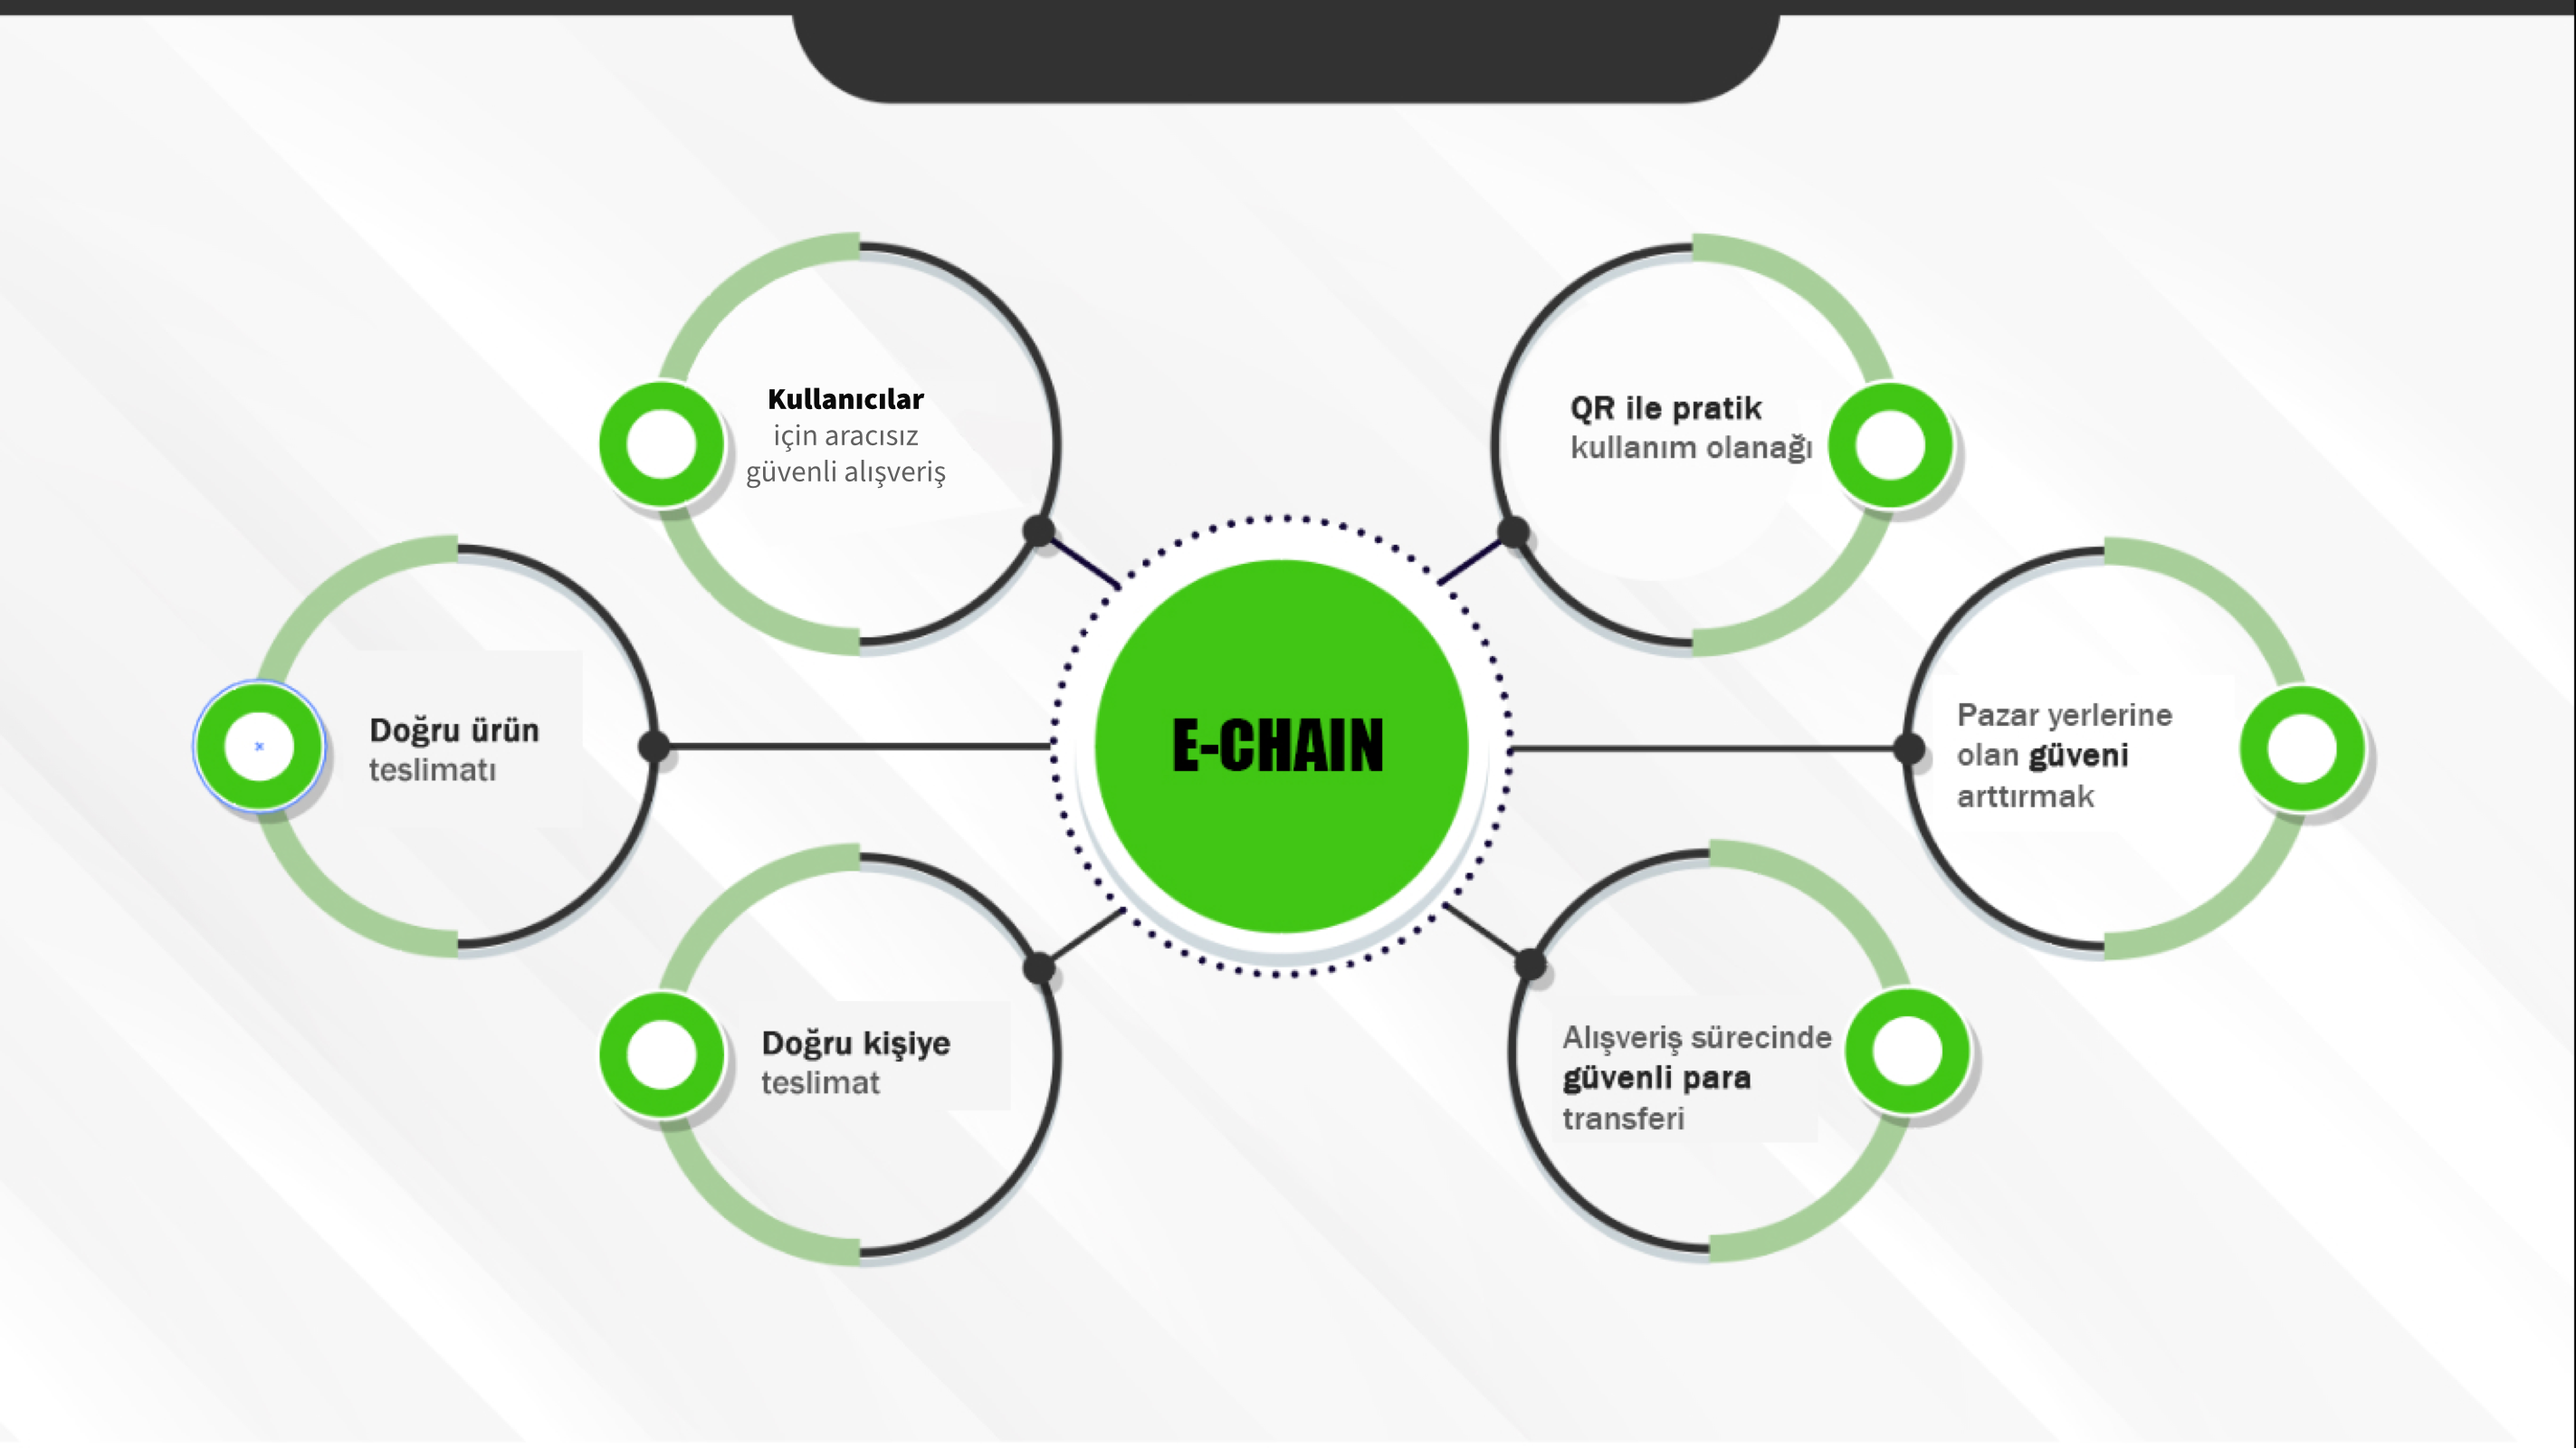 Kullanıcılar
için aracısız
güvenli alışveriş
QR ile pratik
kullanım olanağı
Doğru ürün
teslimatı
E-CHAIN
Pazar yerlerine
olan güveni
arttırmak
Doğru kişiye
teslimat
Alışveriş sürecinde
güvenli para
transferi